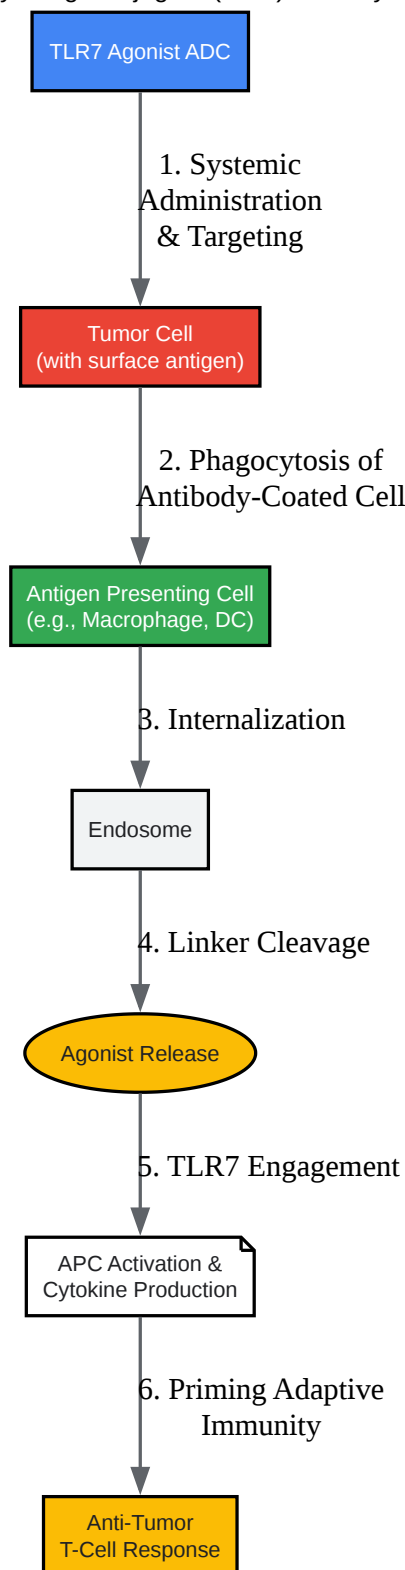 TLR7 Agonist ADC
1. Systemic
Administration
& Targeting
Tumor Cell
(with surface antigen)
2. Phagocytosis of
Antibody-Coated Cell
Antigen Presenting Cell
(e.g., Macrophage, DC)
3. Internalization
Endosome
4. Linker Cleavage
Agonist Release
5. TLR7 Engagement
APC Activation &
Cytokine Production
6. Priming Adaptive
Immunity
Anti-Tumor
T-Cell Response